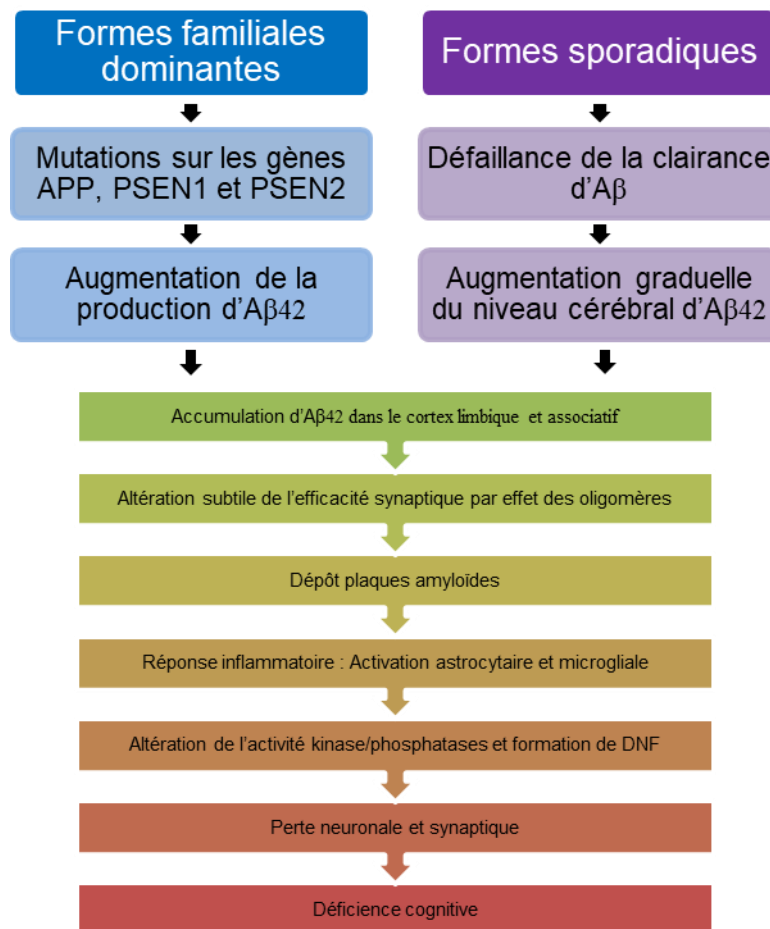 Formes familiales
dominantes
Formes sporadiques
Mutations sur les gènes
APP, PSEN1 et PSEN2
Défaillance de la clairance
d’Aβ
Augmentation de la
production d’Aβ42
Augmentation graduelle
du niveau cérébral d’Aβ42
Accumulation d’Aβ42 dans le cortex limbique et associatif
Altération subtile de l’efficacité synaptique par effet des oligomères
Dépôt plaques amyloïdes
Réponse inflammatoire : Activation astrocytaire et microgliale
Altération de l’activité kinase/phosphatases et formation de DNF
Perte neuronale et synaptique
Déficience cognitive